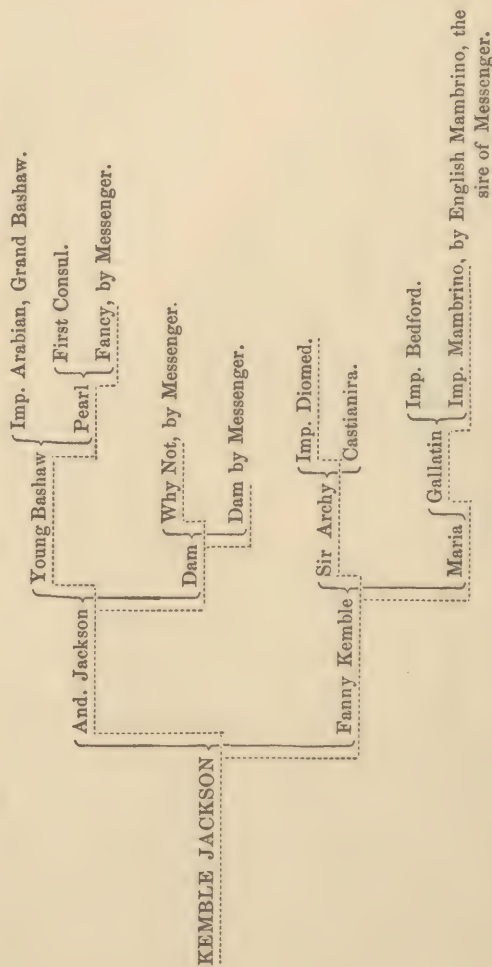 Imp. Arabian, Grand Bashaw.
Young Bashaw
First Consul.
Pearl
Fancy, by Messenger.
And. Jackson
Why Not, by Messenger.
Dam
Dam by Messenger.
KEMBLE JACKSON
Imp. Diomed.
Sir Archy
Castianira.
Fanny Kemble
Imp. Bedford.
Gallatin
Maria
Imp. Mambrino, by English Mambrino, the
sire of Messenger.